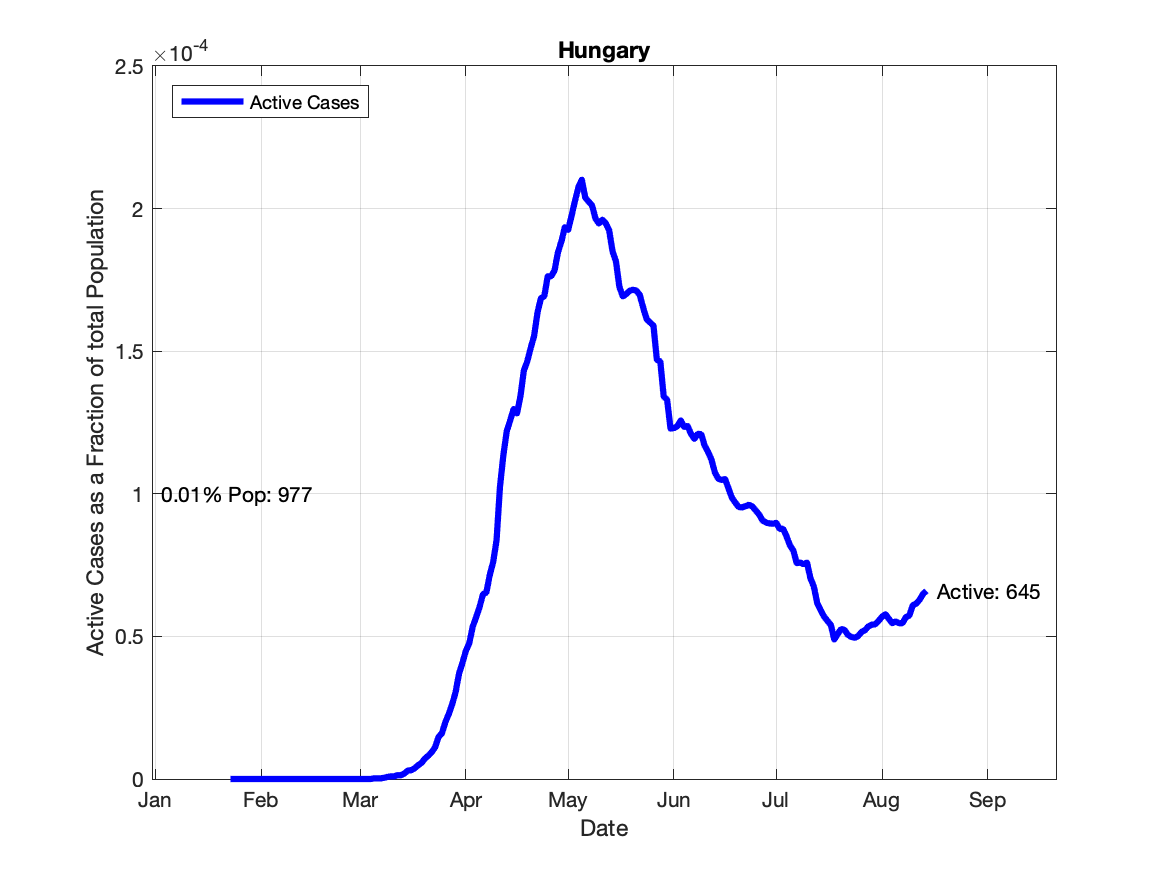 Hungary
×10-4
2.5
2
1.5
1
0.5
0
Active Cases
0.01% Pop: 977
Active: 645
Active Cases as a Fraction of total Population
Jan Feb Mar Apr May Jun Jul Aug Sep
Date